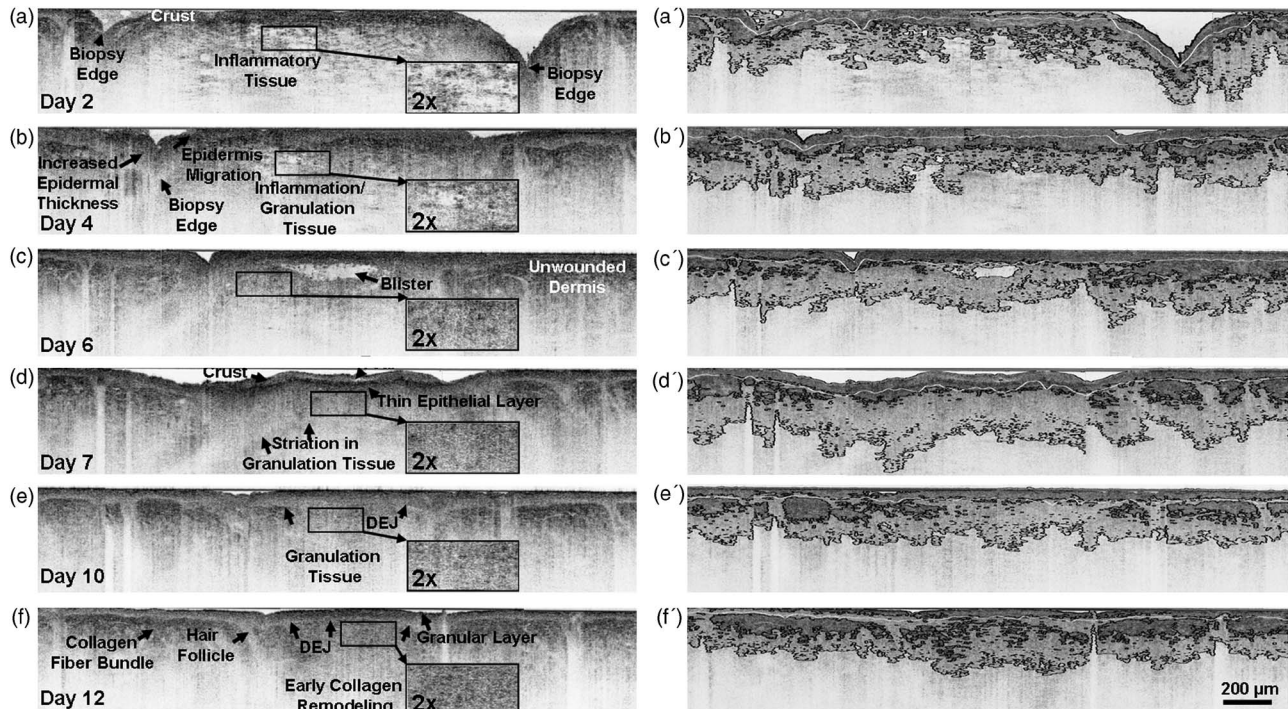 (a)
Crust
Biopsy
Edge
Inflammatory
Tissue
2x
Biopsy
Edge
Day 2
(a´)
(b)
Increased
Epidermal
Thickness
Epidermis
Migration
Biopsy
Edge
Inflammation/
Granulation
Tissue
2x
Day 4
(b´)
(c)
Blister
Unwounded
Dermis
2x
Day 6
(c´)
(d)
Crust
Thin Epithelial Layer
Striation in
Granulation Tissue
2x
Day 7
(d´)
(e)
DEJ
Granulation
Tissue
2x
Day 10
(e´)
(f)
Collagen
Fiber Bundle
Hair
Follicle
DEJ
Granular Layer
Early Collagen
Remodeling
2x
Day 12
(f´)
200 µm